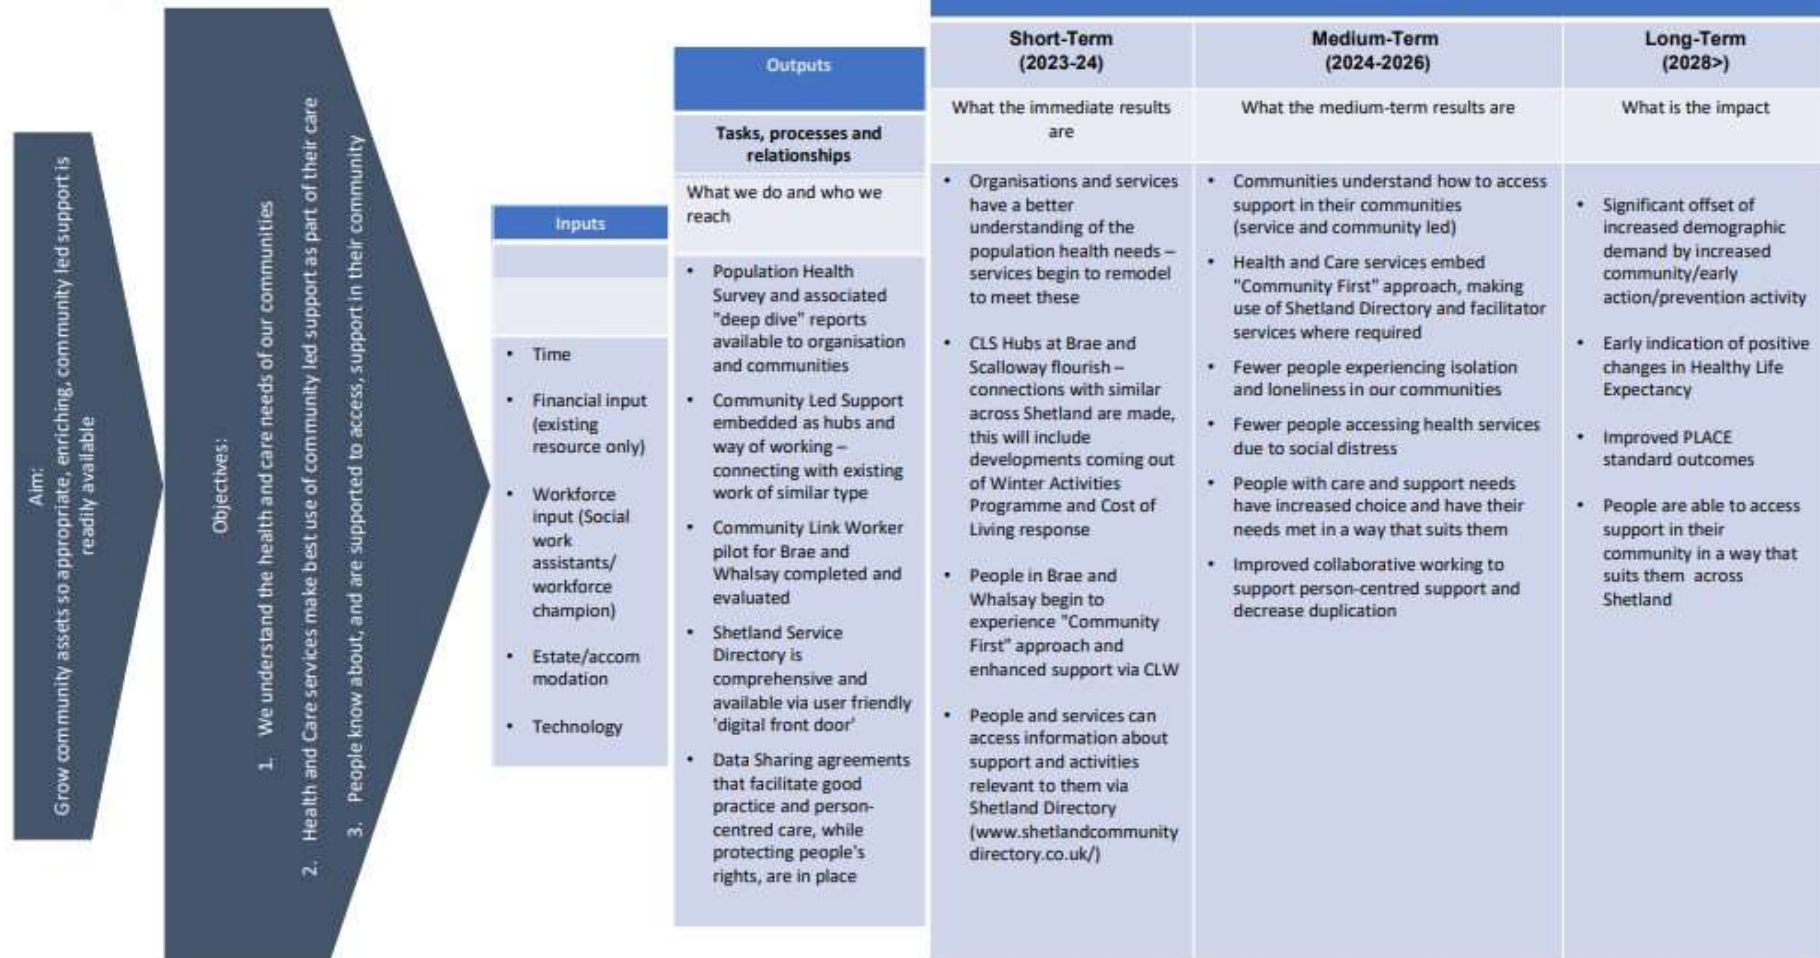 Aim:
Grow community assets so appropriate, enriching, community led support is
readily available
Objectives:
1. We understand the health and care needs of our communities
2. Health and Care services make best use of community led support as part of their care
3. People know about, and are supported to access, support in their community
Inputs
• Time
• Financial input
(existing
resource only)
• Workforce
input (Social
work
assistants/
workforce
champion)
• Estate/accom
modation
• Technology
Outputs
Tasks, processes and
relationships
What we do and who we
reach
• Population Health
Survey and associated
"deep dive" reports
available to organisation
and communities
• Community Led Support
embedded as hubs and
way of working –
connecting with existing
work of similar type
• Community Link Worker
pilot for Brae and
Whalsay completed and
evaluated
• Shetland Service
Directory is
comprehensive and
available via user friendly
'digital front door'
• Data Sharing agreements
that facilitate good
practice and person-
centred care, while
protecting people's
rights, are in place
Short-Term
(2023-24)
What the immediate results
are
• Organisations and services
have a better
understanding of the
population health needs –
services begin to remodel
to meet these
• CLS Hubs at Brae and
Scalloway flourish –
connections with similar
across Shetland are made,
this will include
developments coming out
of Winter Activities
Programme and Cost of
Living response
• People in Brae and
Whalsay begin to
experience "Community
First" approach and
enhanced support via CLW
• People and services can
access information about
support and activities
relevant to them via
Shetland Directory
(www.shetlandcommunity
directory.co.uk/)
Medium-Term
(2024-2026)
What the medium-term results are
• Communities understand how to access
support in their communities
(service and community led)
• Health and Care services embed
"Community First" approach, making
use of Shetland Directory and facilitator
services where required
• Fewer people experiencing isolation
and loneliness in our communities
• Fewer people accessing health services
due to social distress
• People with care and support needs
have increased choice and have their
needs met in a way that suits them
• Improved collaborative working to
support person-centred support and
decrease duplication
Long-Term
(2028>)
What is the impact
• Significant offset of
increased demographic
demand by increased
community/early
action/prevention activity
• Early indication of positive
changes in Healthy Life
Expectancy
• Improved PLACE
standard outcomes
• People are able to access
support in their
community in a way that
suits them across
Shetland